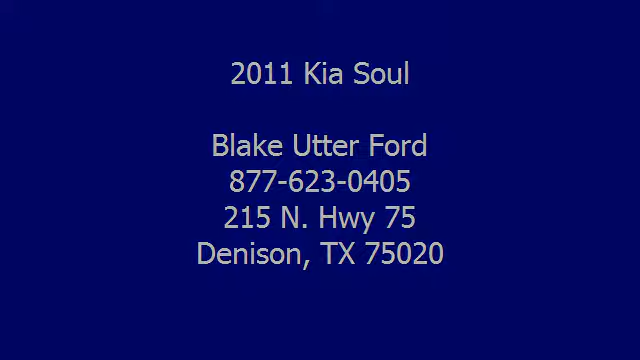 2011 Kia Soul
Blake Utter Ford
877-623-0405
215 N. Hwy 75
Denison, TX 75020